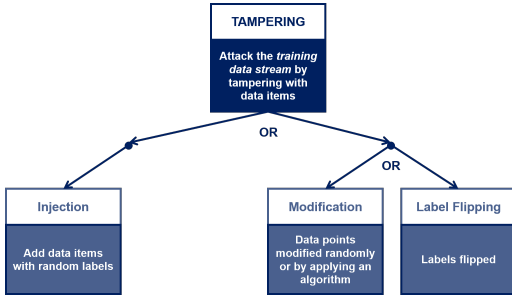 TAMPERING
Attack the training
data stream by
tampering with
data items
OR
OR
Injection
Add data items
with random labels
Modification
Data points
modified randomly
or by applying an
algorithm
Label Flipping
Labels flipped